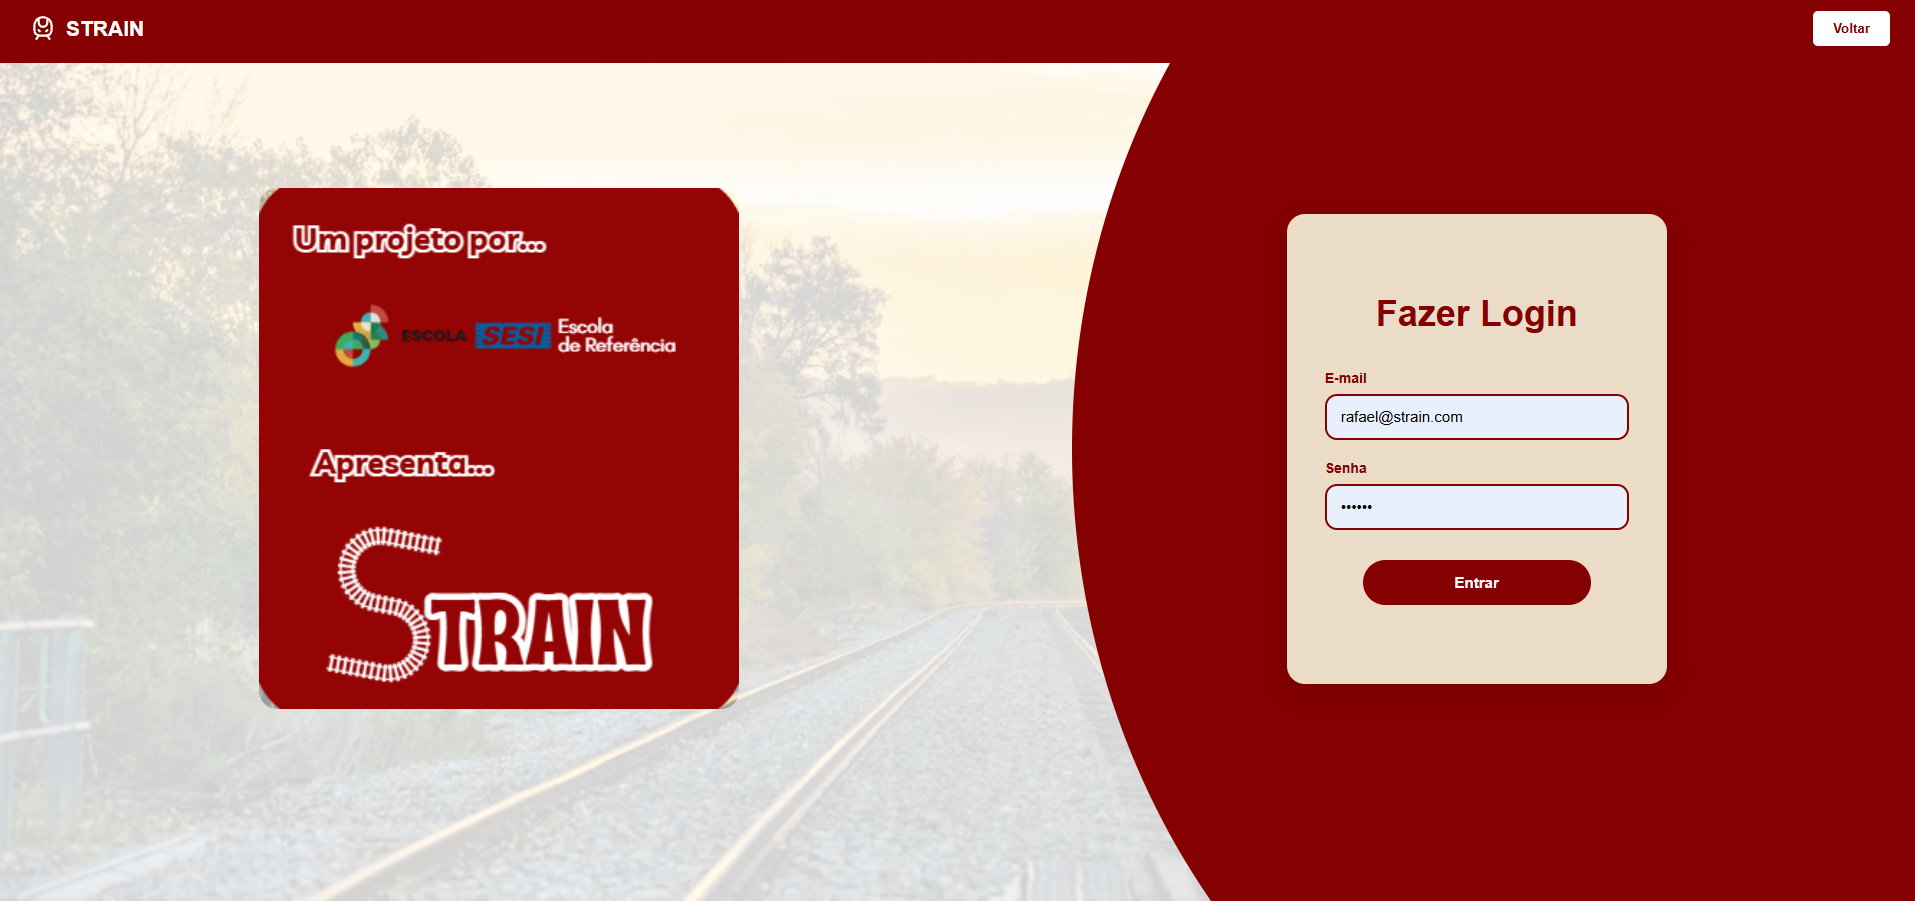 STRAIN
Voltar
Um projeto por...
ESCOLA SESI Escola
de Referência
Apresenta...
STRAIN
Fazer Login
E-mail
rafael@strain.com
Senha
••••••
Entrar